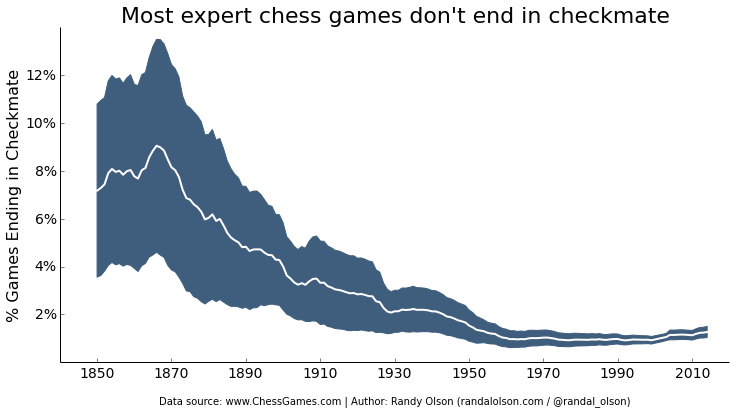 Most expert chess games don't end in checkmate
% Games Ending in Checkmate
12%
10%
8%
6%
4%
2%
1850 1870 1890 1910 1930 1950 1970 1990 2010
Data source: www.ChessGames.com | Author: Randy Olson (randalolson.com / @randal_olson)